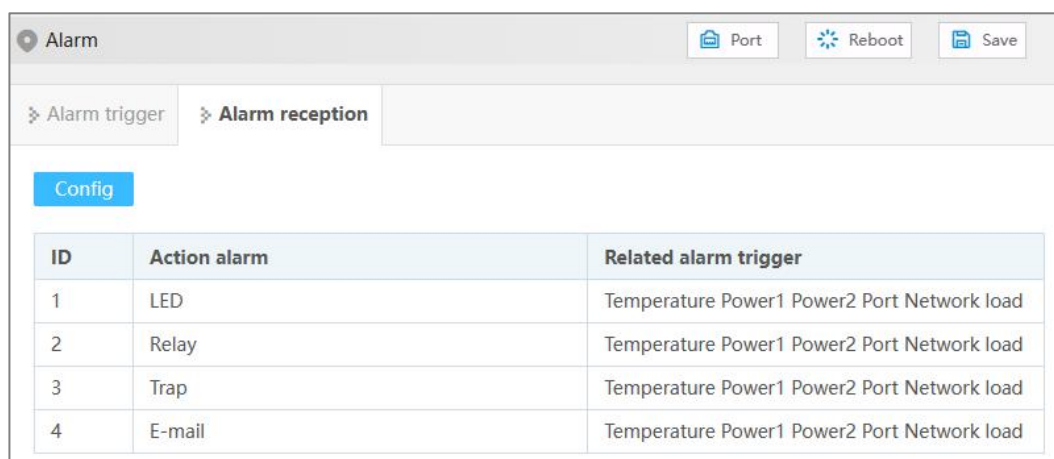 Alarm Port Reboot Save
Alarm trigger Alarm reception
Config
ID Action alarm Related alarm trigger
1 LED Temperature Power1 Power2 Port Network load
2 Relay Temperature Power1 Power2 Port Network load
3 Trap Temperature Power1 Power2 Port Network load
4 E-mail Temperature Power1 Power2 Port Network load